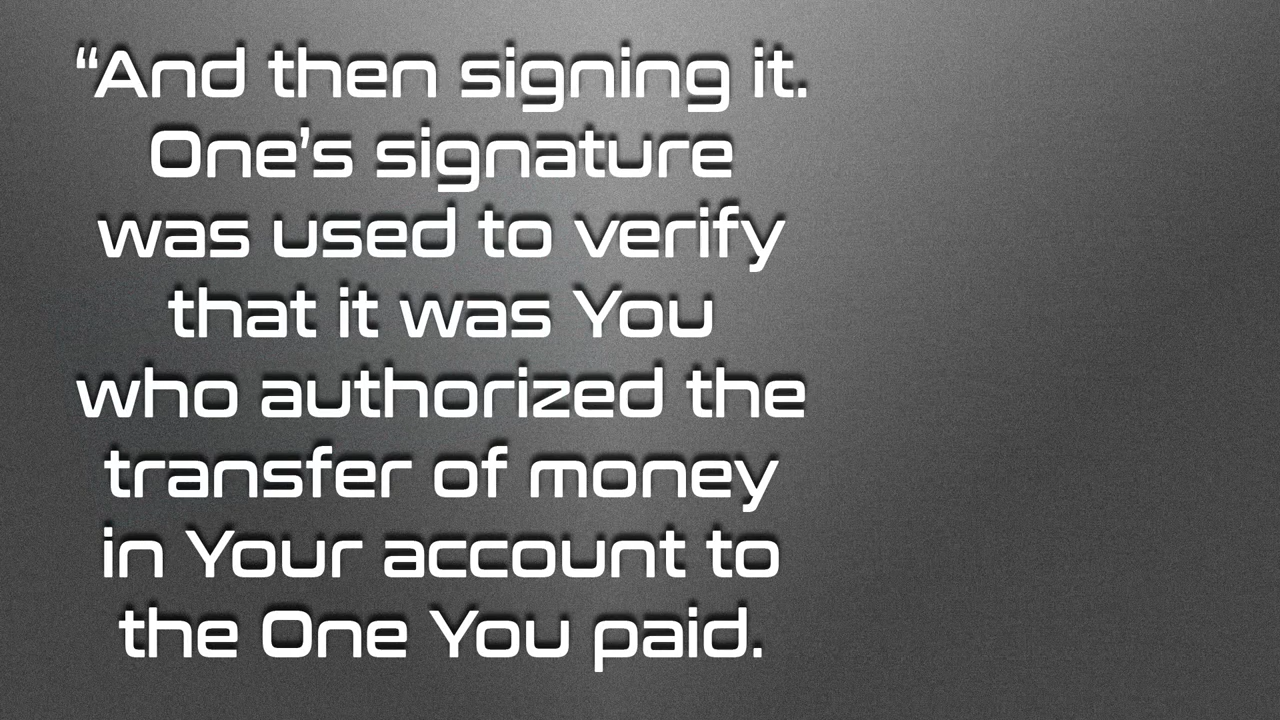 “And then signing it.
One’s signature
was used to verify
that it was You
who authorized the
transfer of money
in Your account to
the One You paid.